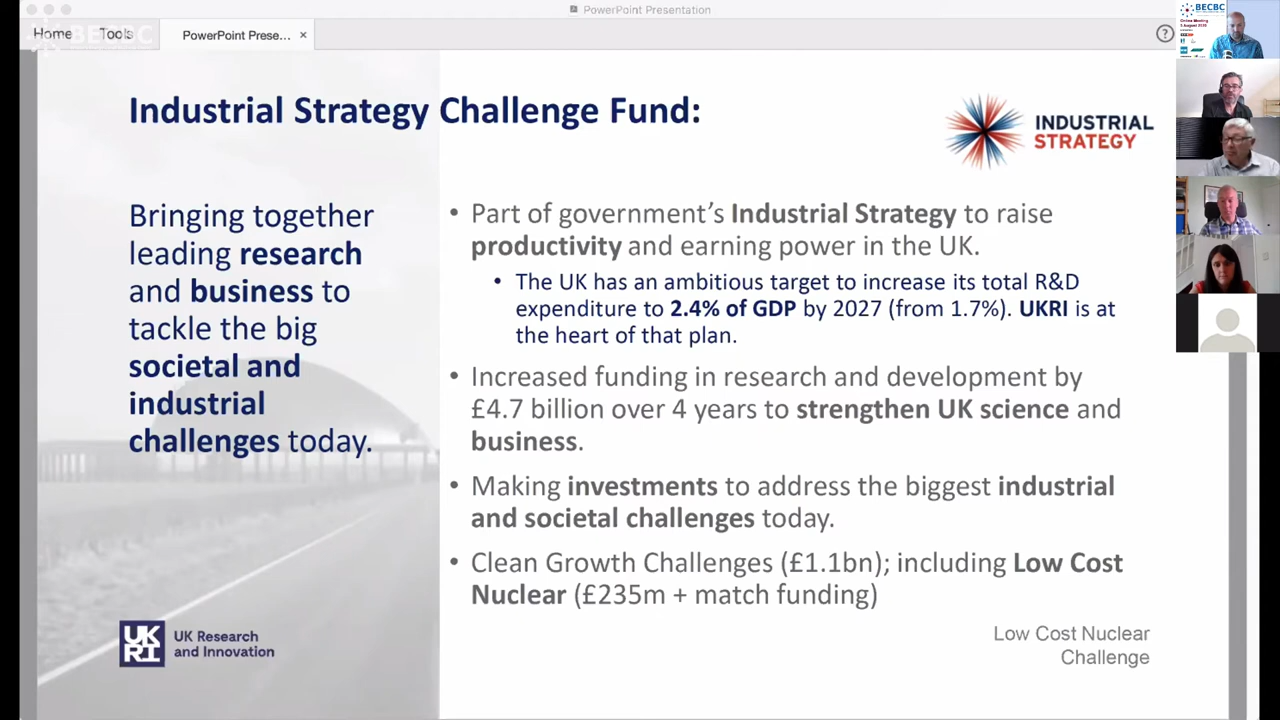 PowerPoint Presentation
Home
Tools
PowerPoint Prese... ×
?
BECBC
BECBC
Online Meeting
Industrial Strategy Challenge Fund:
INDUSTRIAL
STRATEGY
Bringing together
leading research
and business to
tackle the big
societal and
industrial
challenges today.
• Part of government’s Industrial Strategy to raise
productivity and earning power in the UK.
• The UK has an ambitious target to increase its total R&D
expenditure to 2.4% of GDP by 2027 (from 1.7%). UKRI is at
the heart of that plan.
• Increased funding in research and development by
£4.7 billion over 4 years to strengthen UK science and
business.
• Making investments to address the biggest industrial
and societal challenges today.
• Clean Growth Challenges (£1.1bn); including Low Cost
Nuclear (£235m + match funding)
UK
RI
UK Research
and Innovation
Low Cost Nuclear
Challenge